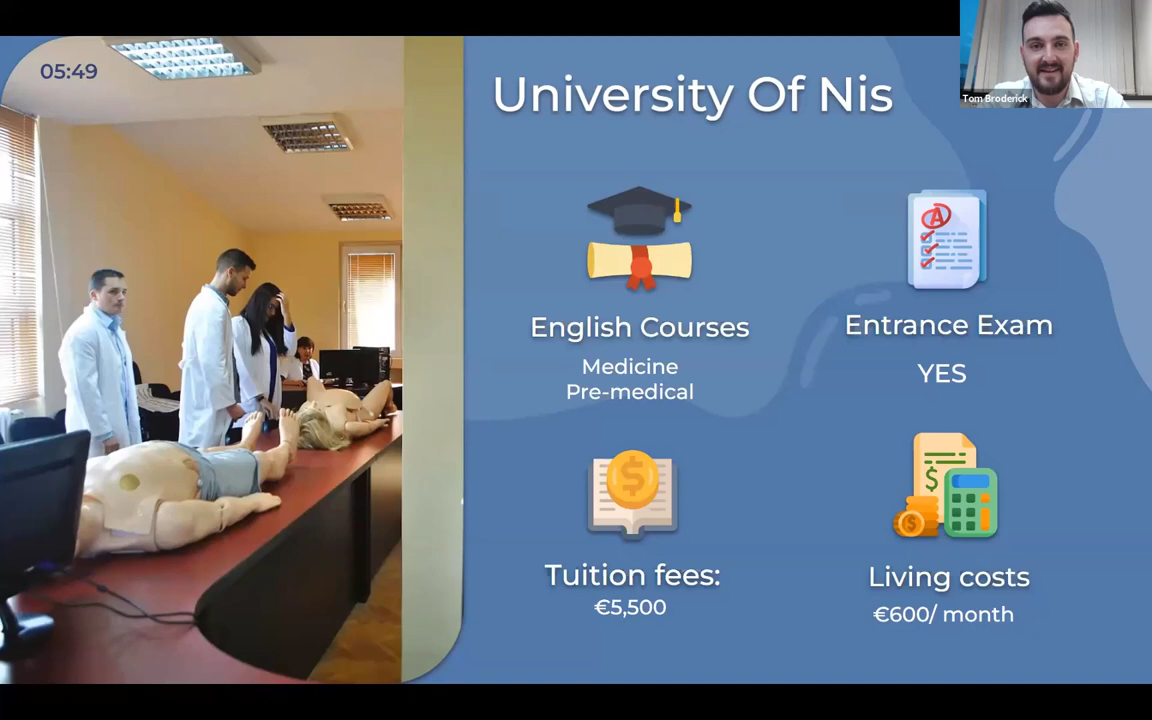 05:49
University Of Nis
Tom Broderick
English Courses
Medicine
Pre-medical
Entrance Exam
YES
Tuition fees:
€5,500
Living costs
€600/ month